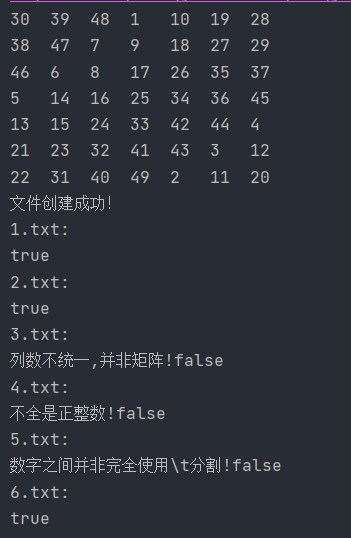 30 39 48 1 10 19 28
38 47 7 9 18 27 29
46 6 8 17 26 35 37
5 14 16 25 34 36 45
13 15 24 33 42 44 4
21 23 32 41 43 3 12
22 31 40 49 2 11 20
文件创建成功!
1.txt:
true
2.txt:
true
3.txt:
列数不统一,并非矩阵!false
4.txt:
不全是正整数!false
5.txt:
数字之间并非完全使用\t分割!false
6.txt:
true